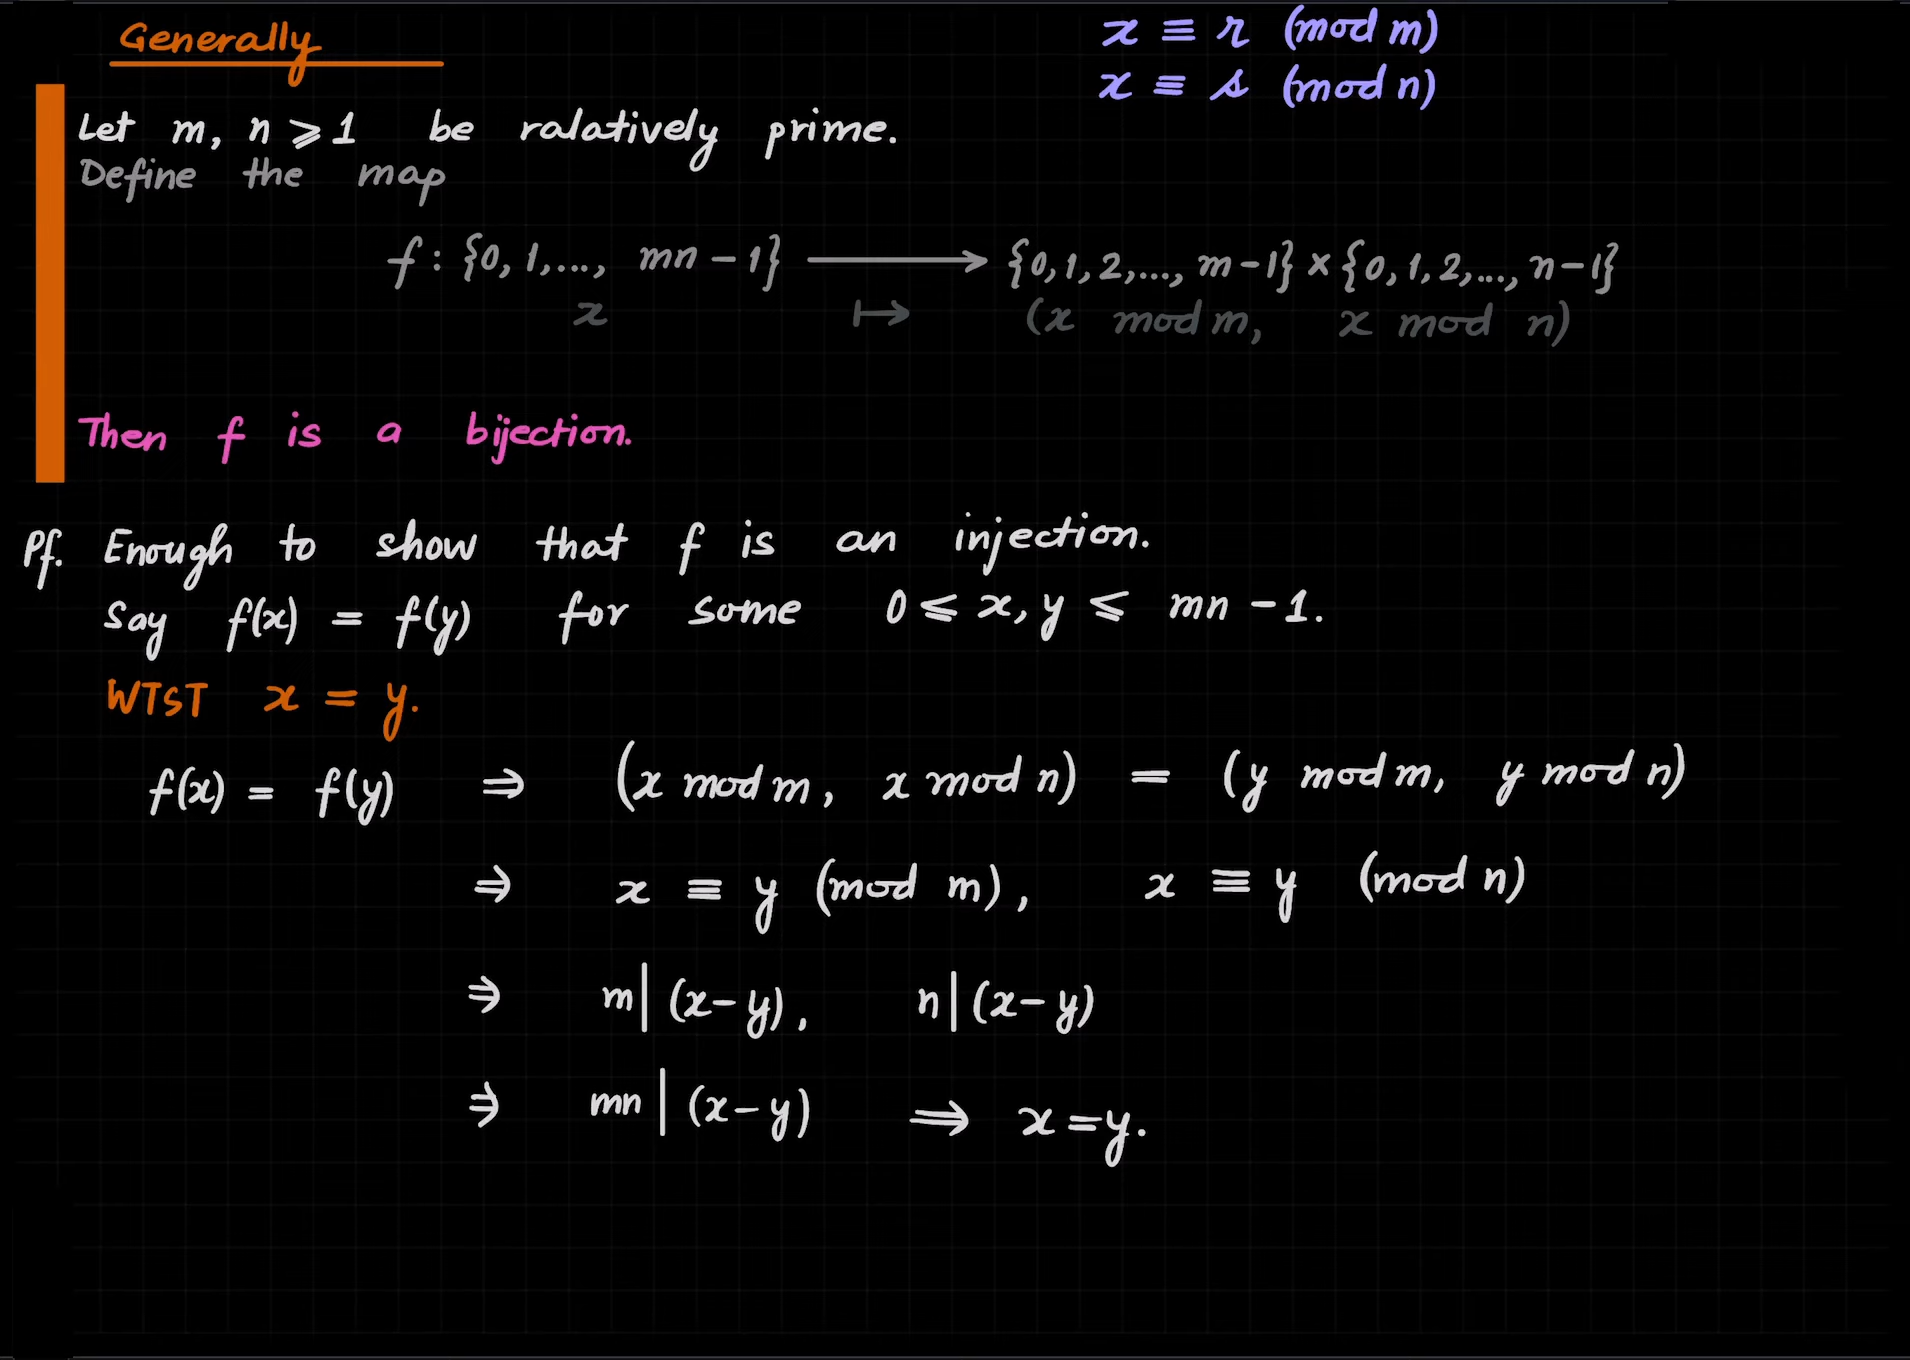 Generally
x ≡ r (mod m)
x ≡ s (mod n)
Let m, n ⩾ 1 be ralatively prime.
Define the map
f : {0, 1, ..., mn − 1} ⟶ {0, 1, 2, ..., m − 1} × {0, 1, 2, ..., n − 1}
x ↦ (x mod m, x mod n)
Then f is a bijection.
Pf. Enough to show that f is an injection.
Say f(x) = f(y) for some 0 ⩽ x, y ⩽ mn − 1.
WTST x = y.
f(x) = f(y) ⇒ (x mod m, x mod n) = (y mod m, y mod n)
⇒ x ≡ y (mod m), x ≡ y (mod n)
⇒ m | (x − y), n | (x − y)
⇒ mn | (x − y) ⟹ x = y.